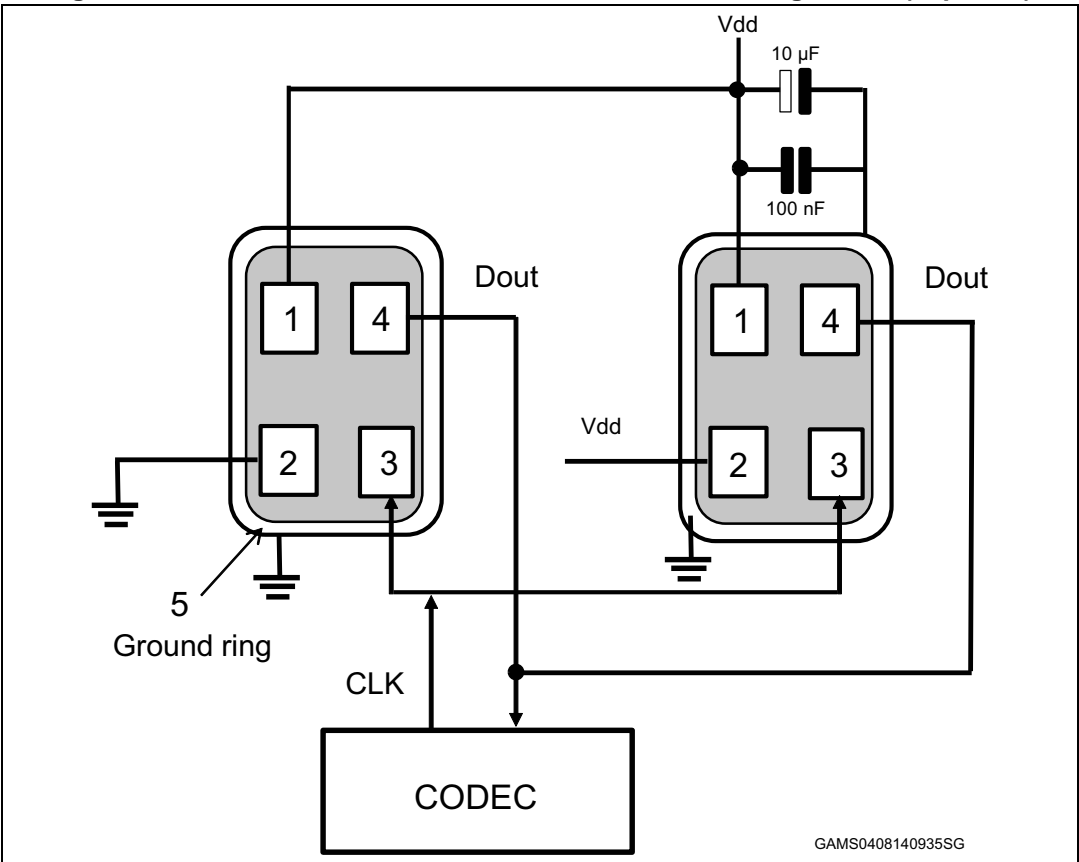 Vdd
10 µF
100 nF
Dout
Dout
1
4
1
4
Vdd
2
3
2
3
5
Ground ring
CLK
CODEC
GAMS0408140935SG